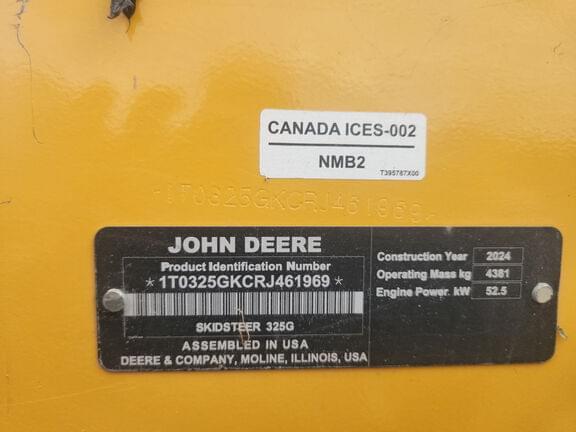 CANADA ICES-002
NMB2
T395787X00
*1T0325GKCRJ461969*
JOHN DEERE
Product Identification Number
*1T0325GKCRJ461969*
SKIDSTEER 325G
ASSEMBLED IN USA
DEERE & COMPANY, MOLINE, ILLINOIS, USA
Construction Year 2024
Operating Mass kg 4381
Engine Power kW 52.5